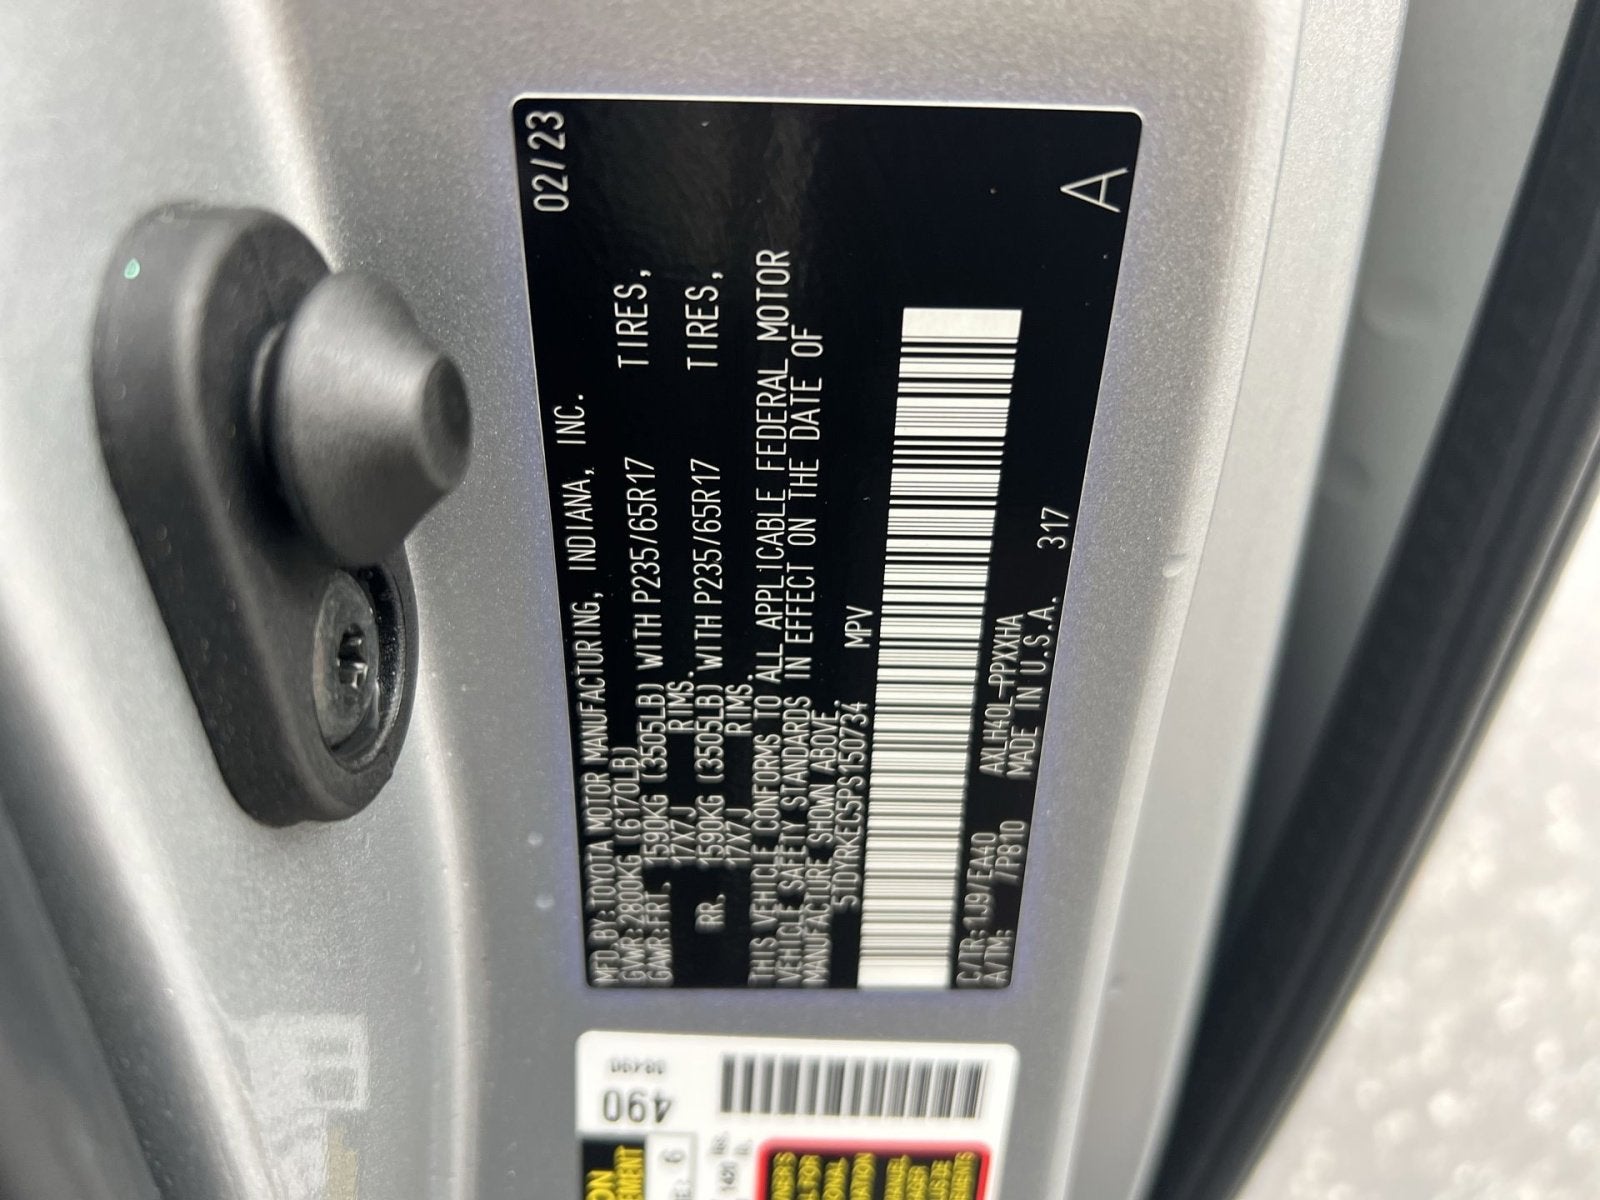 MFD.BY:TOYOTA MOTOR MANUFACTURING, INDIANA, INC. 02/23
GVWR:2800KG (6170LB)
GAWR:FRT. 1590KG (3505LB) WITH P235/65R17 TIRES,
17X7J RIMS.
RR. 1590KG (3505LB) WITH P235/65R17 TIRES,
17X7J RIMS.
THIS VEHICLE CONFORMS TO ALL APPLICABLE FEDERAL MOTOR
VEHICLE SAFETY STANDARDS IN EFFECT ON THE DATE OF
MANUFACTURE SHOWN ABOVE.
5TDYRKEC5PS150734 MPV
C/TR:1J9/EA40 AXLH40L-PPXXHA
A/TM: /P810 MADE IN U.S.A. 317
A
490
6